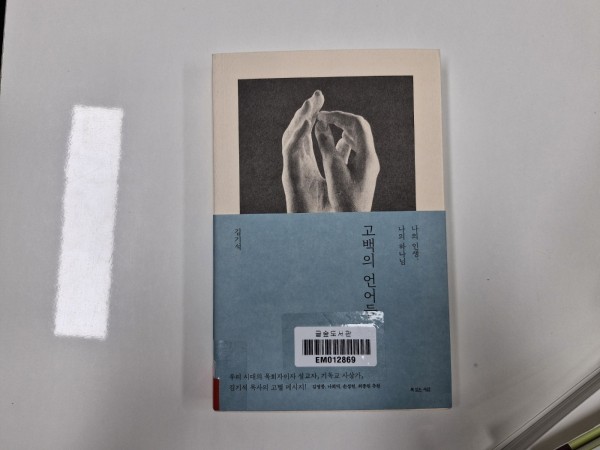 나의 인생,
나의 하나님
고백의 언어들
김기석
글숲도서관
EM012869
우리 시대의 목회자이자 설교자, 기독교 사상가,
김기석 목사의 고백 에세이!